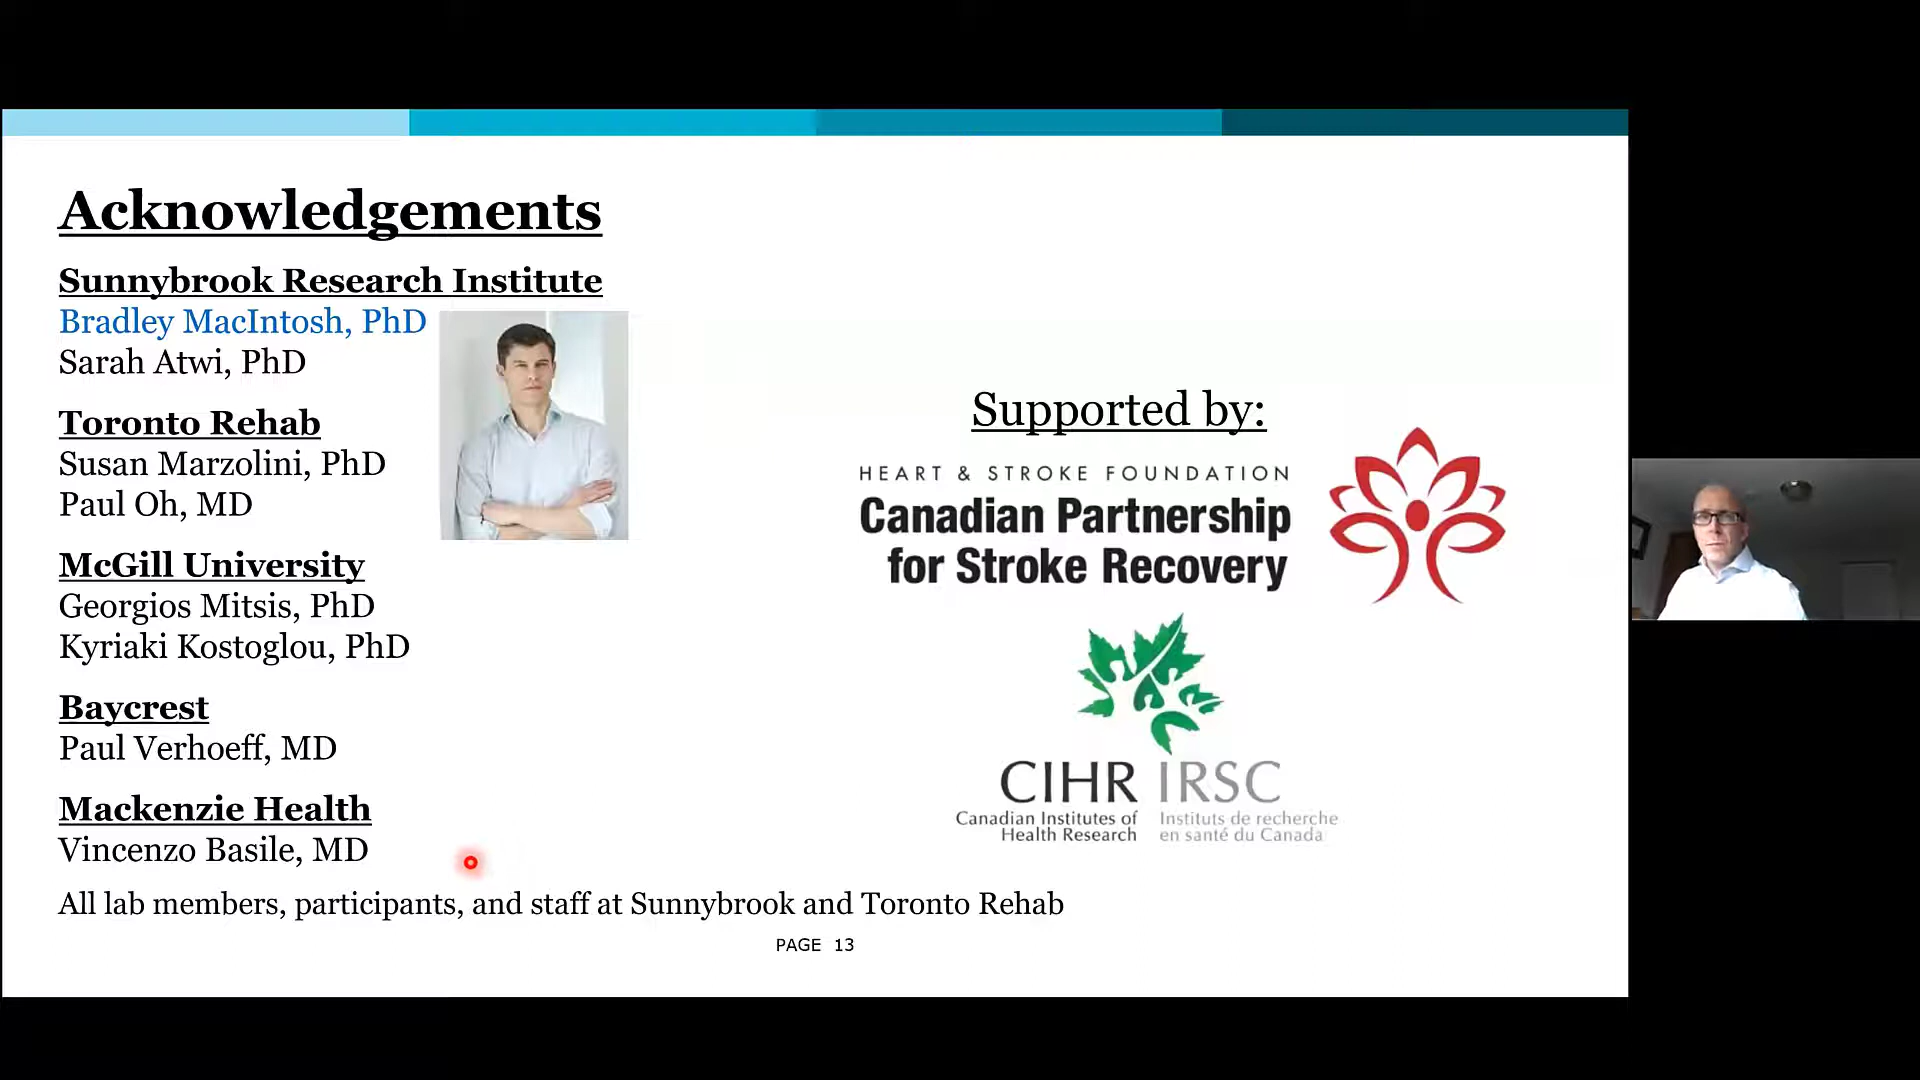 Acknowledgements
Sunnybrook Research Institute
Bradley MacIntosh, PhD
Sarah Atwi, PhD
Toronto Rehab
Susan Marzolini, PhD
Paul Oh, MD
McGill University
Georgios Mitsis, PhD
Kyriaki Kostoglou, PhD
Baycrest
Paul Verhoeff, MD
Mackenzie Health
Vincenzo Basile, MD
All lab members, participants, and staff at Sunnybrook and Toronto Rehab
Supported by:
HEART & STROKE FOUNDATION
Canadian Partnership
for Stroke Recovery
CIHR IRSC
Canadian Institutes of
Health Research
Instituts de recherche
en santé du Canada
PAGE 13